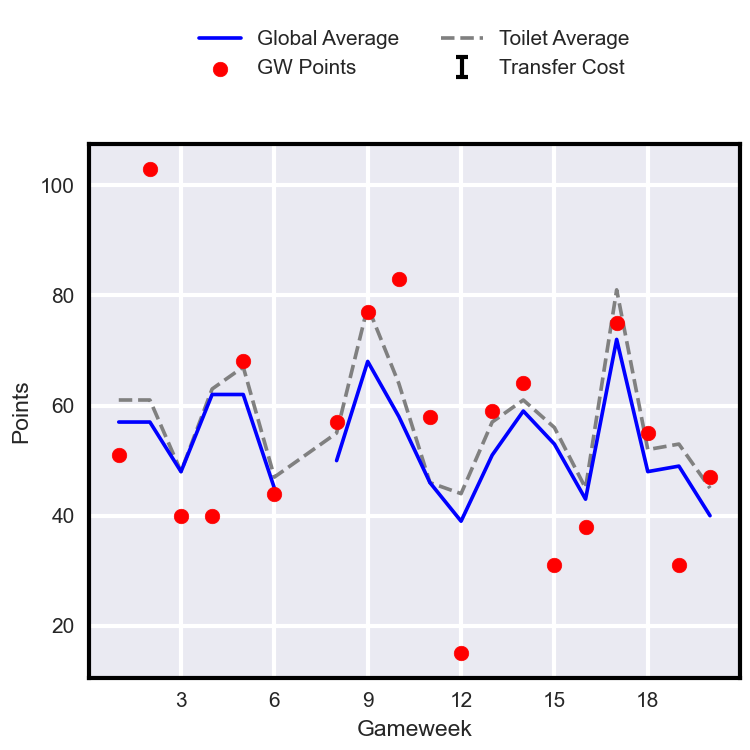 Global Average
GW Points
Toilet Average
Transfer Cost
Points
100
80
60
40
20
3 6 9 12 15 18
Gameweek